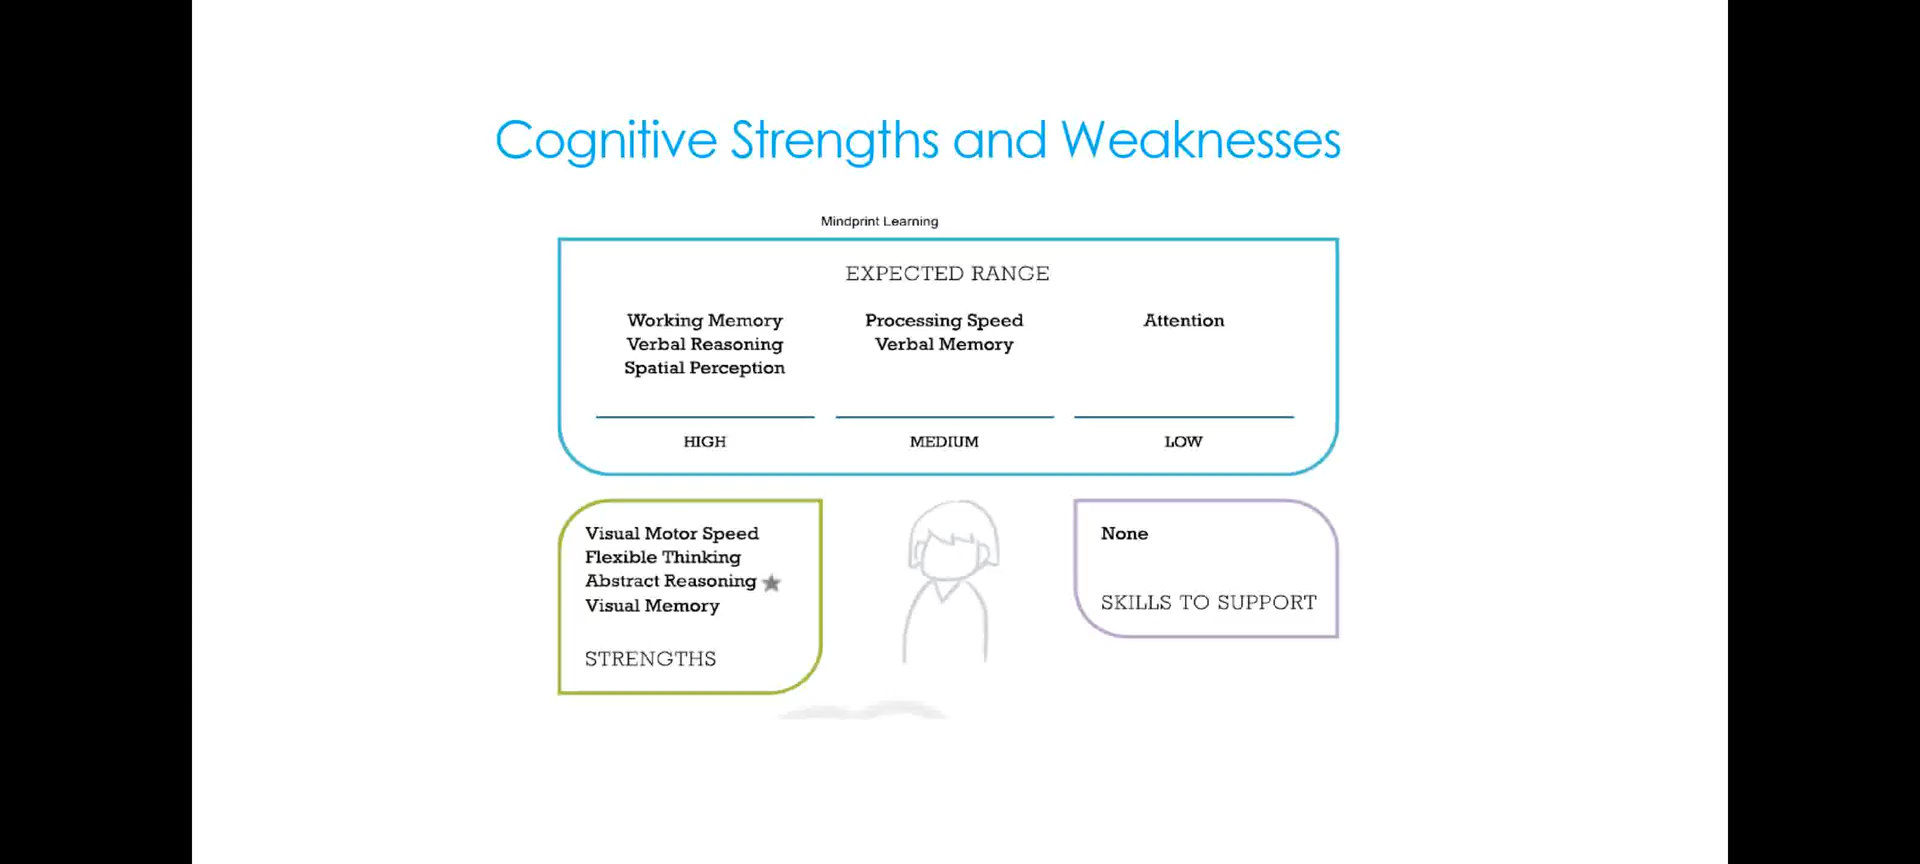 Cognitive Strengths and Weaknesses
Mindprint Learning
EXPECTED RANGE
Working Memory
Verbal Reasoning
Spatial Perception
HIGH
Processing Speed
Verbal Memory
MEDIUM
Attention
LOW
Visual Motor Speed
Flexible Thinking
Abstract Reasoning
Visual Memory
STRENGTHS
None
SKILLS TO SUPPORT